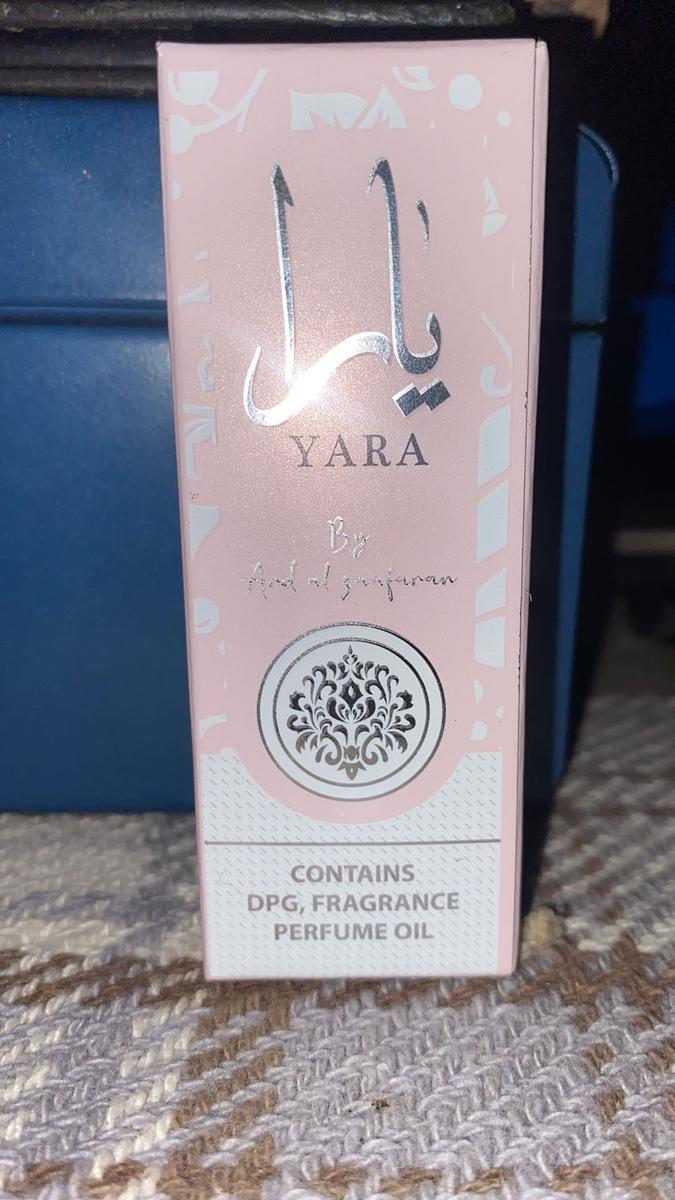 يارا
YARA
By
Ard al zaafaran
CONTAINS
DPG, FRAGRANCE
PERFUME OIL